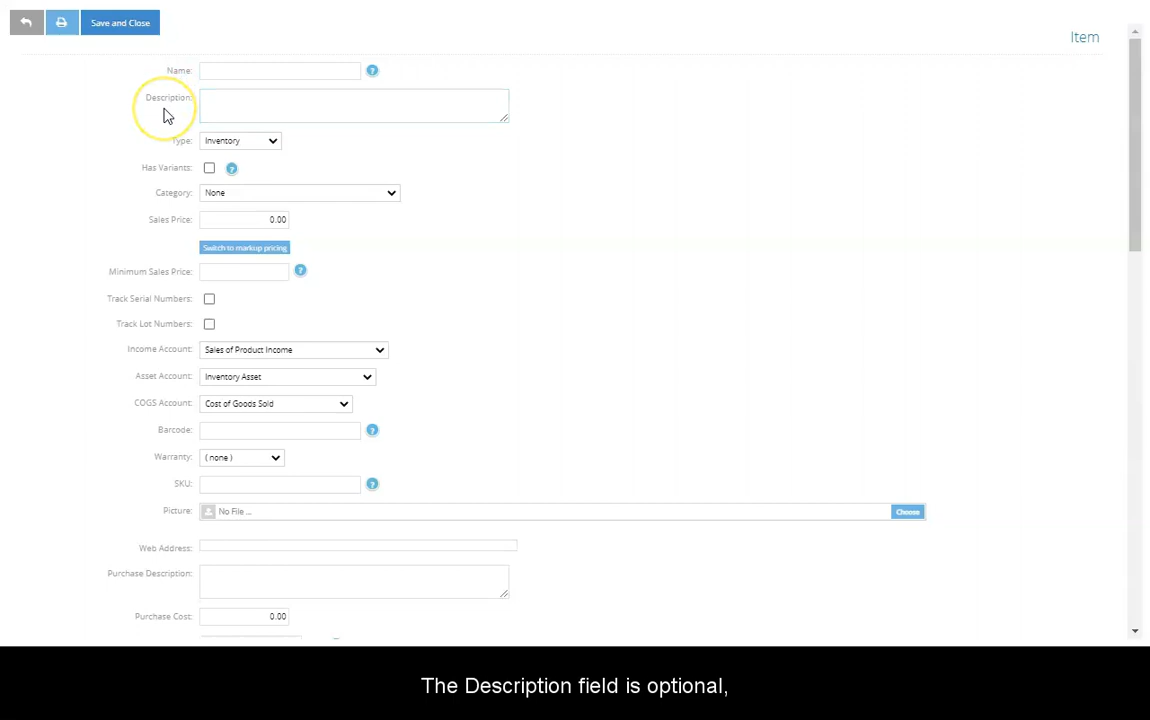 Save and Close
Item
Name:
?
Description:
Type:
Inventory
Has Variants:
?
Category:
None
Sales Price:
0.00
Switch to markup pricing
Minimum Sales Price:
?
Track Serial Numbers:
Track Lot Numbers:
Income Account:
Sales of Product Income
Asset Account:
Inventory Asset
COGS Account:
Cost of Goods Sold
Barcode:
?
Warranty:
( none )
SKU:
?
Picture:
No File ...
Choose
Web Address:
Purchase Description:
Purchase Cost:
0.00
The Description field is optional,